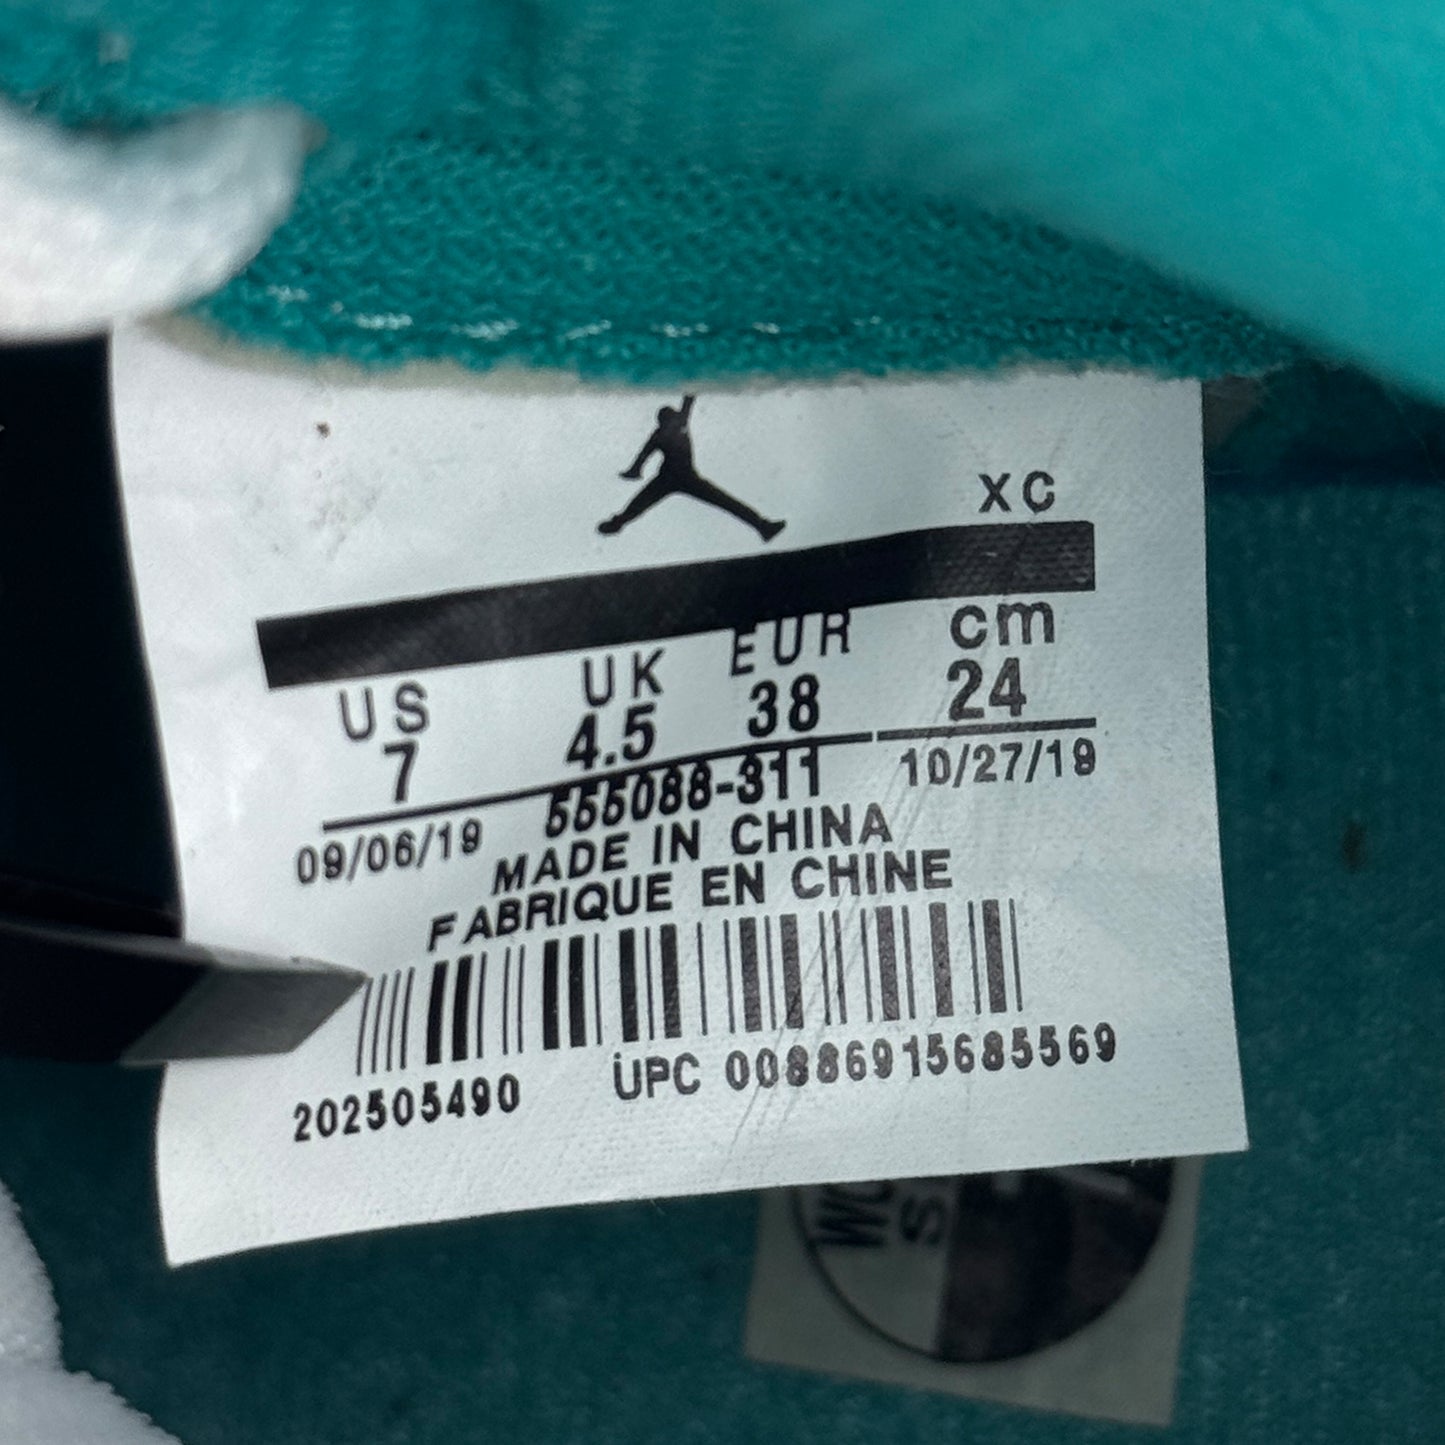 XC
US UK EUR cm
7 4.5 38 24
09/06/19 555088-311 10/27/19
MADE IN CHINA
FABRIQUE EN CHINE
202505490 UPC 00886915685569